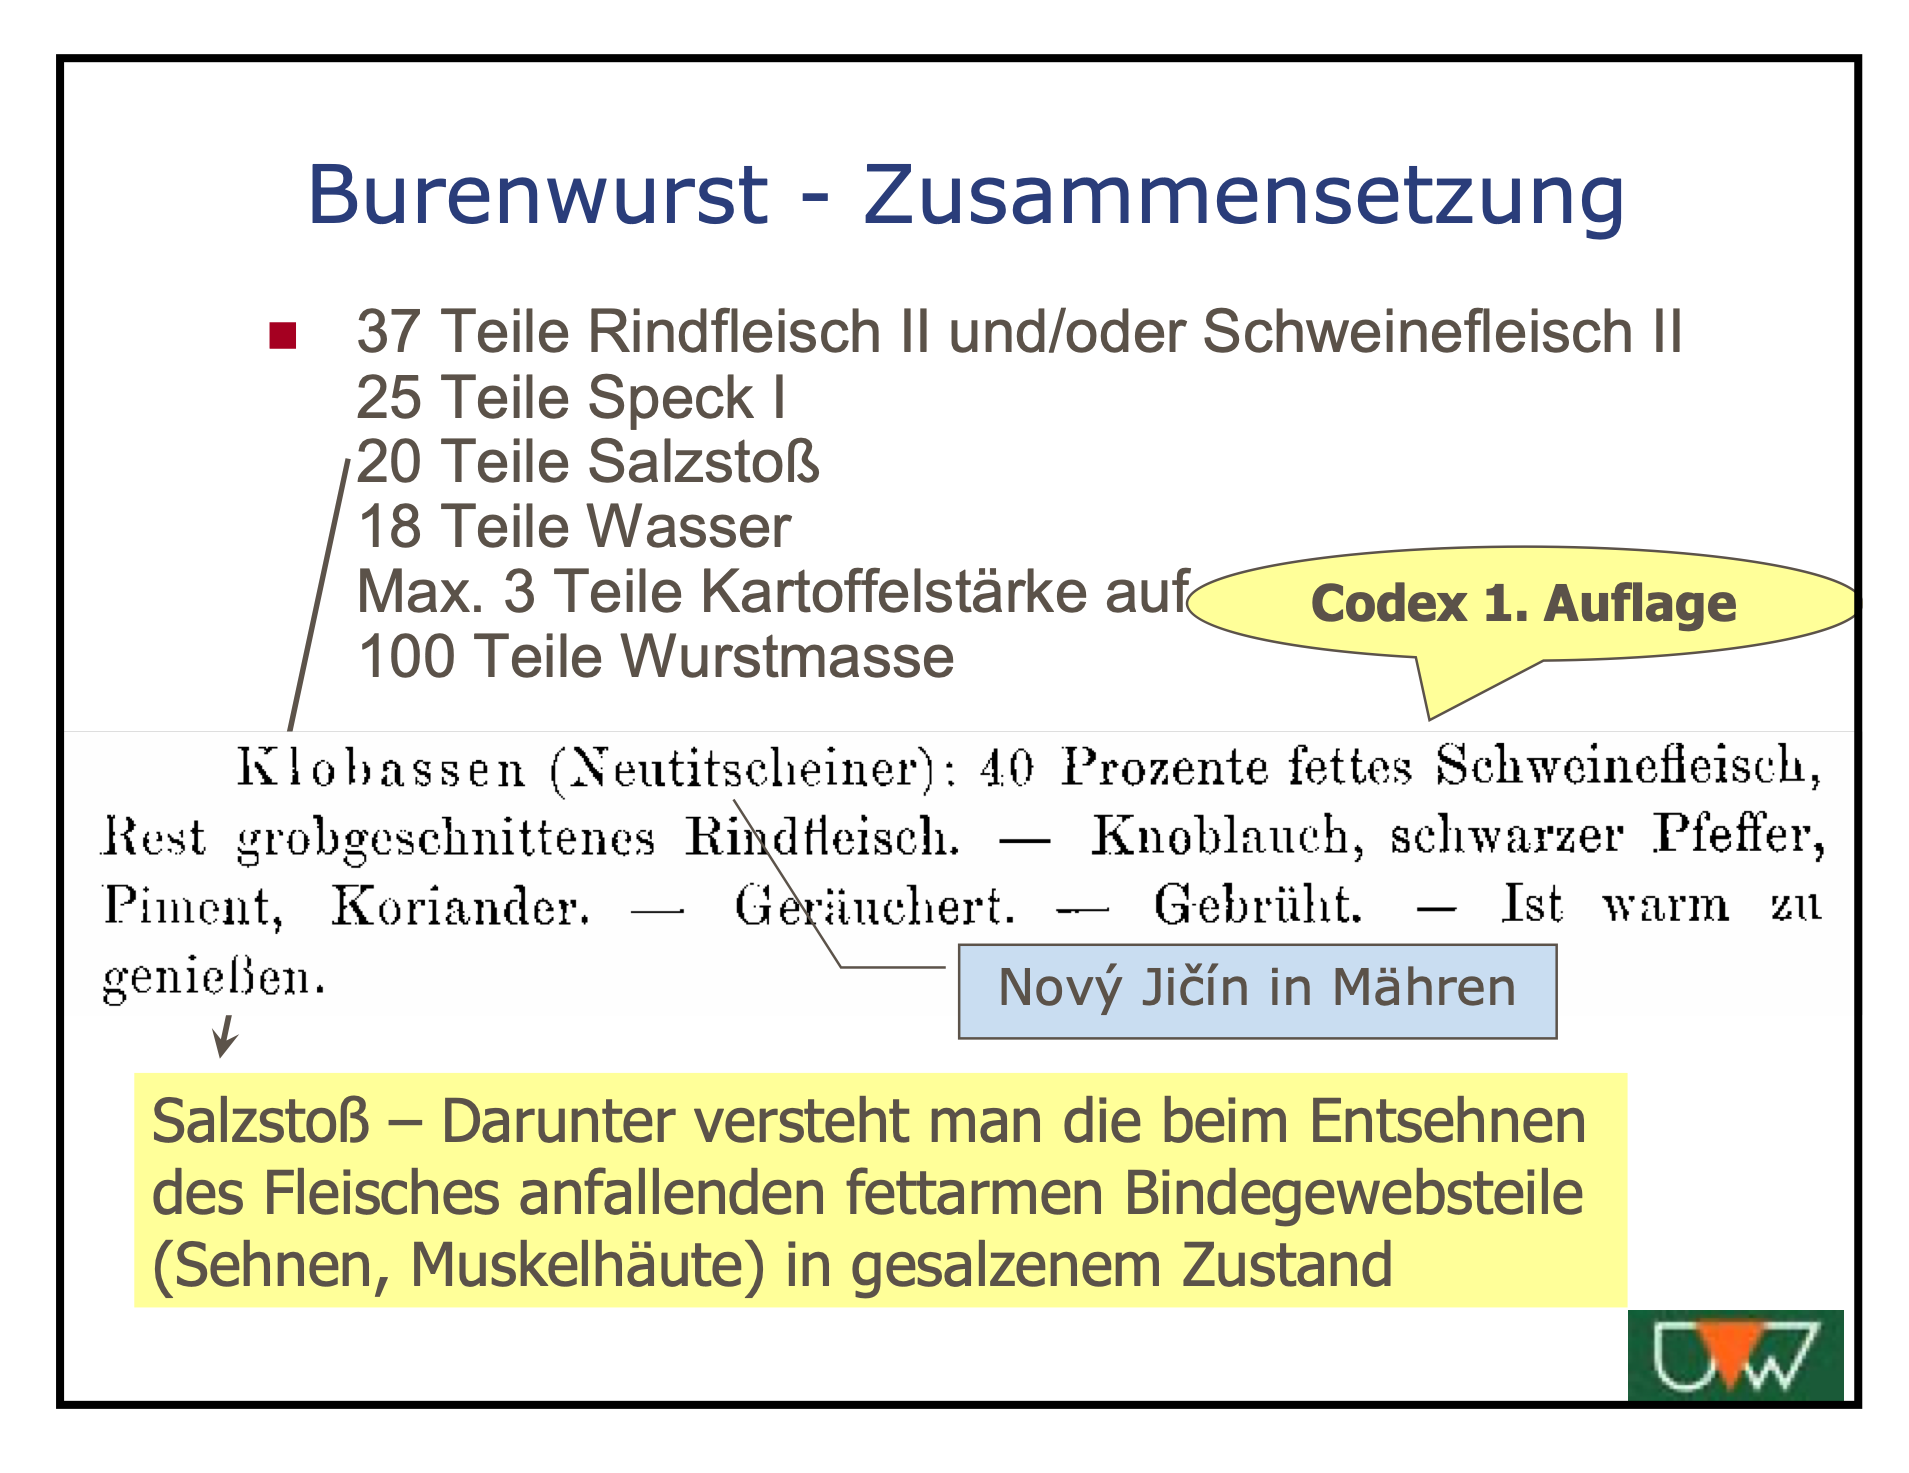 Burenwurst - Zusammensetzung
37 Teile Rindfleisch II und/oder Schweinefleisch II
25 Teile Speck I
20 Teile Salzstoß
18 Teile Wasser
Max. 3 Teile Kartoffelstärke auf
100 Teile Wurstmasse
Codex 1. Auflage
Klobassen (Neutitscheiner): 40 Prozente fettes Schweinefleisch,
Rest grobgeschnittenes Rindfleisch. — Knoblauch, schwarzer Pfeffer,
Piment, Koriander. — Geräuchert. — Gebrüht. — Ist warm zu
genießen.
Nový Jičín in Mähren
Salzstoß – Darunter versteht man die beim Entsehnen
des Fleisches anfallenden fettarmen Bindegewebsteile
(Sehnen, Muskelhäute) in gesalzenem Zustand